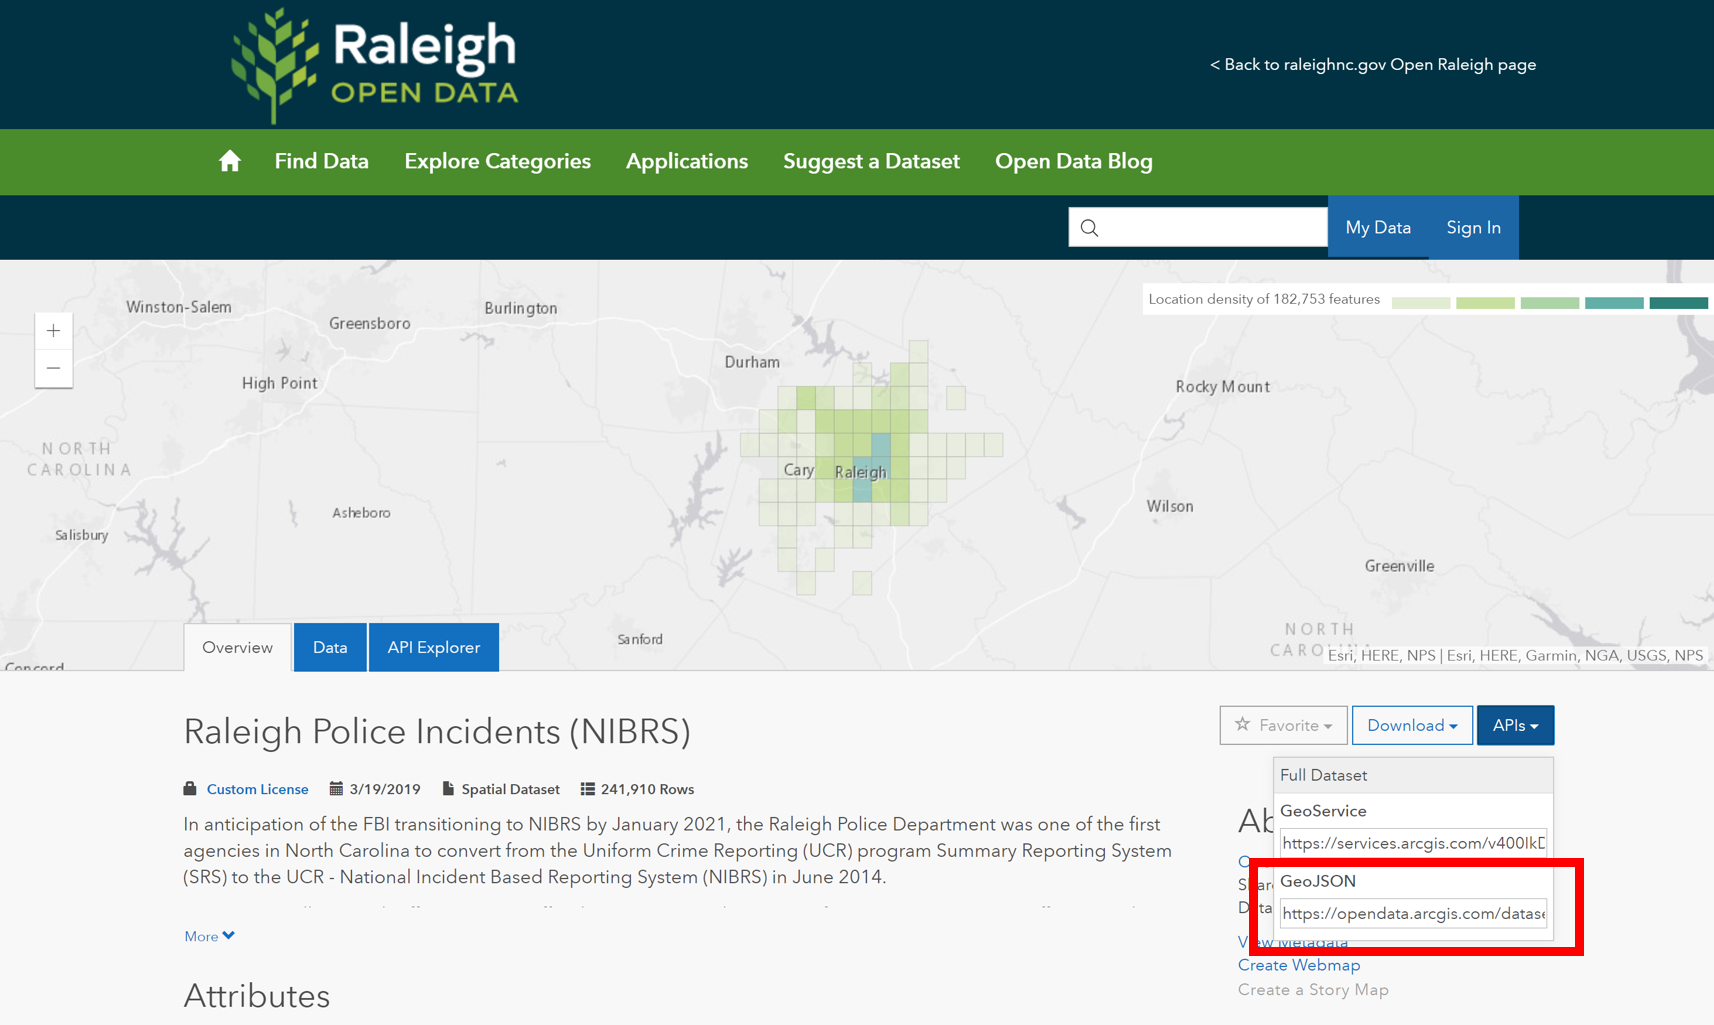 Raleigh
OPEN DATA
< Back to raleighnc.gov Open Raleigh page
Find Data
Explore Categories
Applications
Suggest a Dataset
Open Data Blog
My Data
Sign In
Location density of 182,753 features
+
−
Winston-Salem
Greensboro
Burlington
Durham
High Point
Rocky Mount
NORTH
CAROLINA
Cary
Raleigh
Asheboro
Wilson
Salisbury
Greenville
Sanford
NORTH
Concord
Esri, HERE, NPS | Esri, HERE, Garmin, NGA, USGS, NPS
Overview
Data
API Explorer
Raleigh Police Incidents (NIBRS)
Favorite
Download
APIs
Custom License
3/19/2019
Spatial Dataset
241,910 Rows
In anticipation of the FBI transitioning to NIBRS by January 2021, the Raleigh Police Department was one of the first
agencies in North Carolina to convert from the Uniform Crime Reporting (UCR) program Summary Reporting System
(SRS) to the UCR - National Incident Based Reporting System (NIBRS) in June 2014.
More
Attributes
Full Dataset
GeoService
https://services.arcgis.com/v400IkD
GeoJSON
https://opendata.arcgis.com/datase
View Metadata
Create Webmap
Create a Story Map